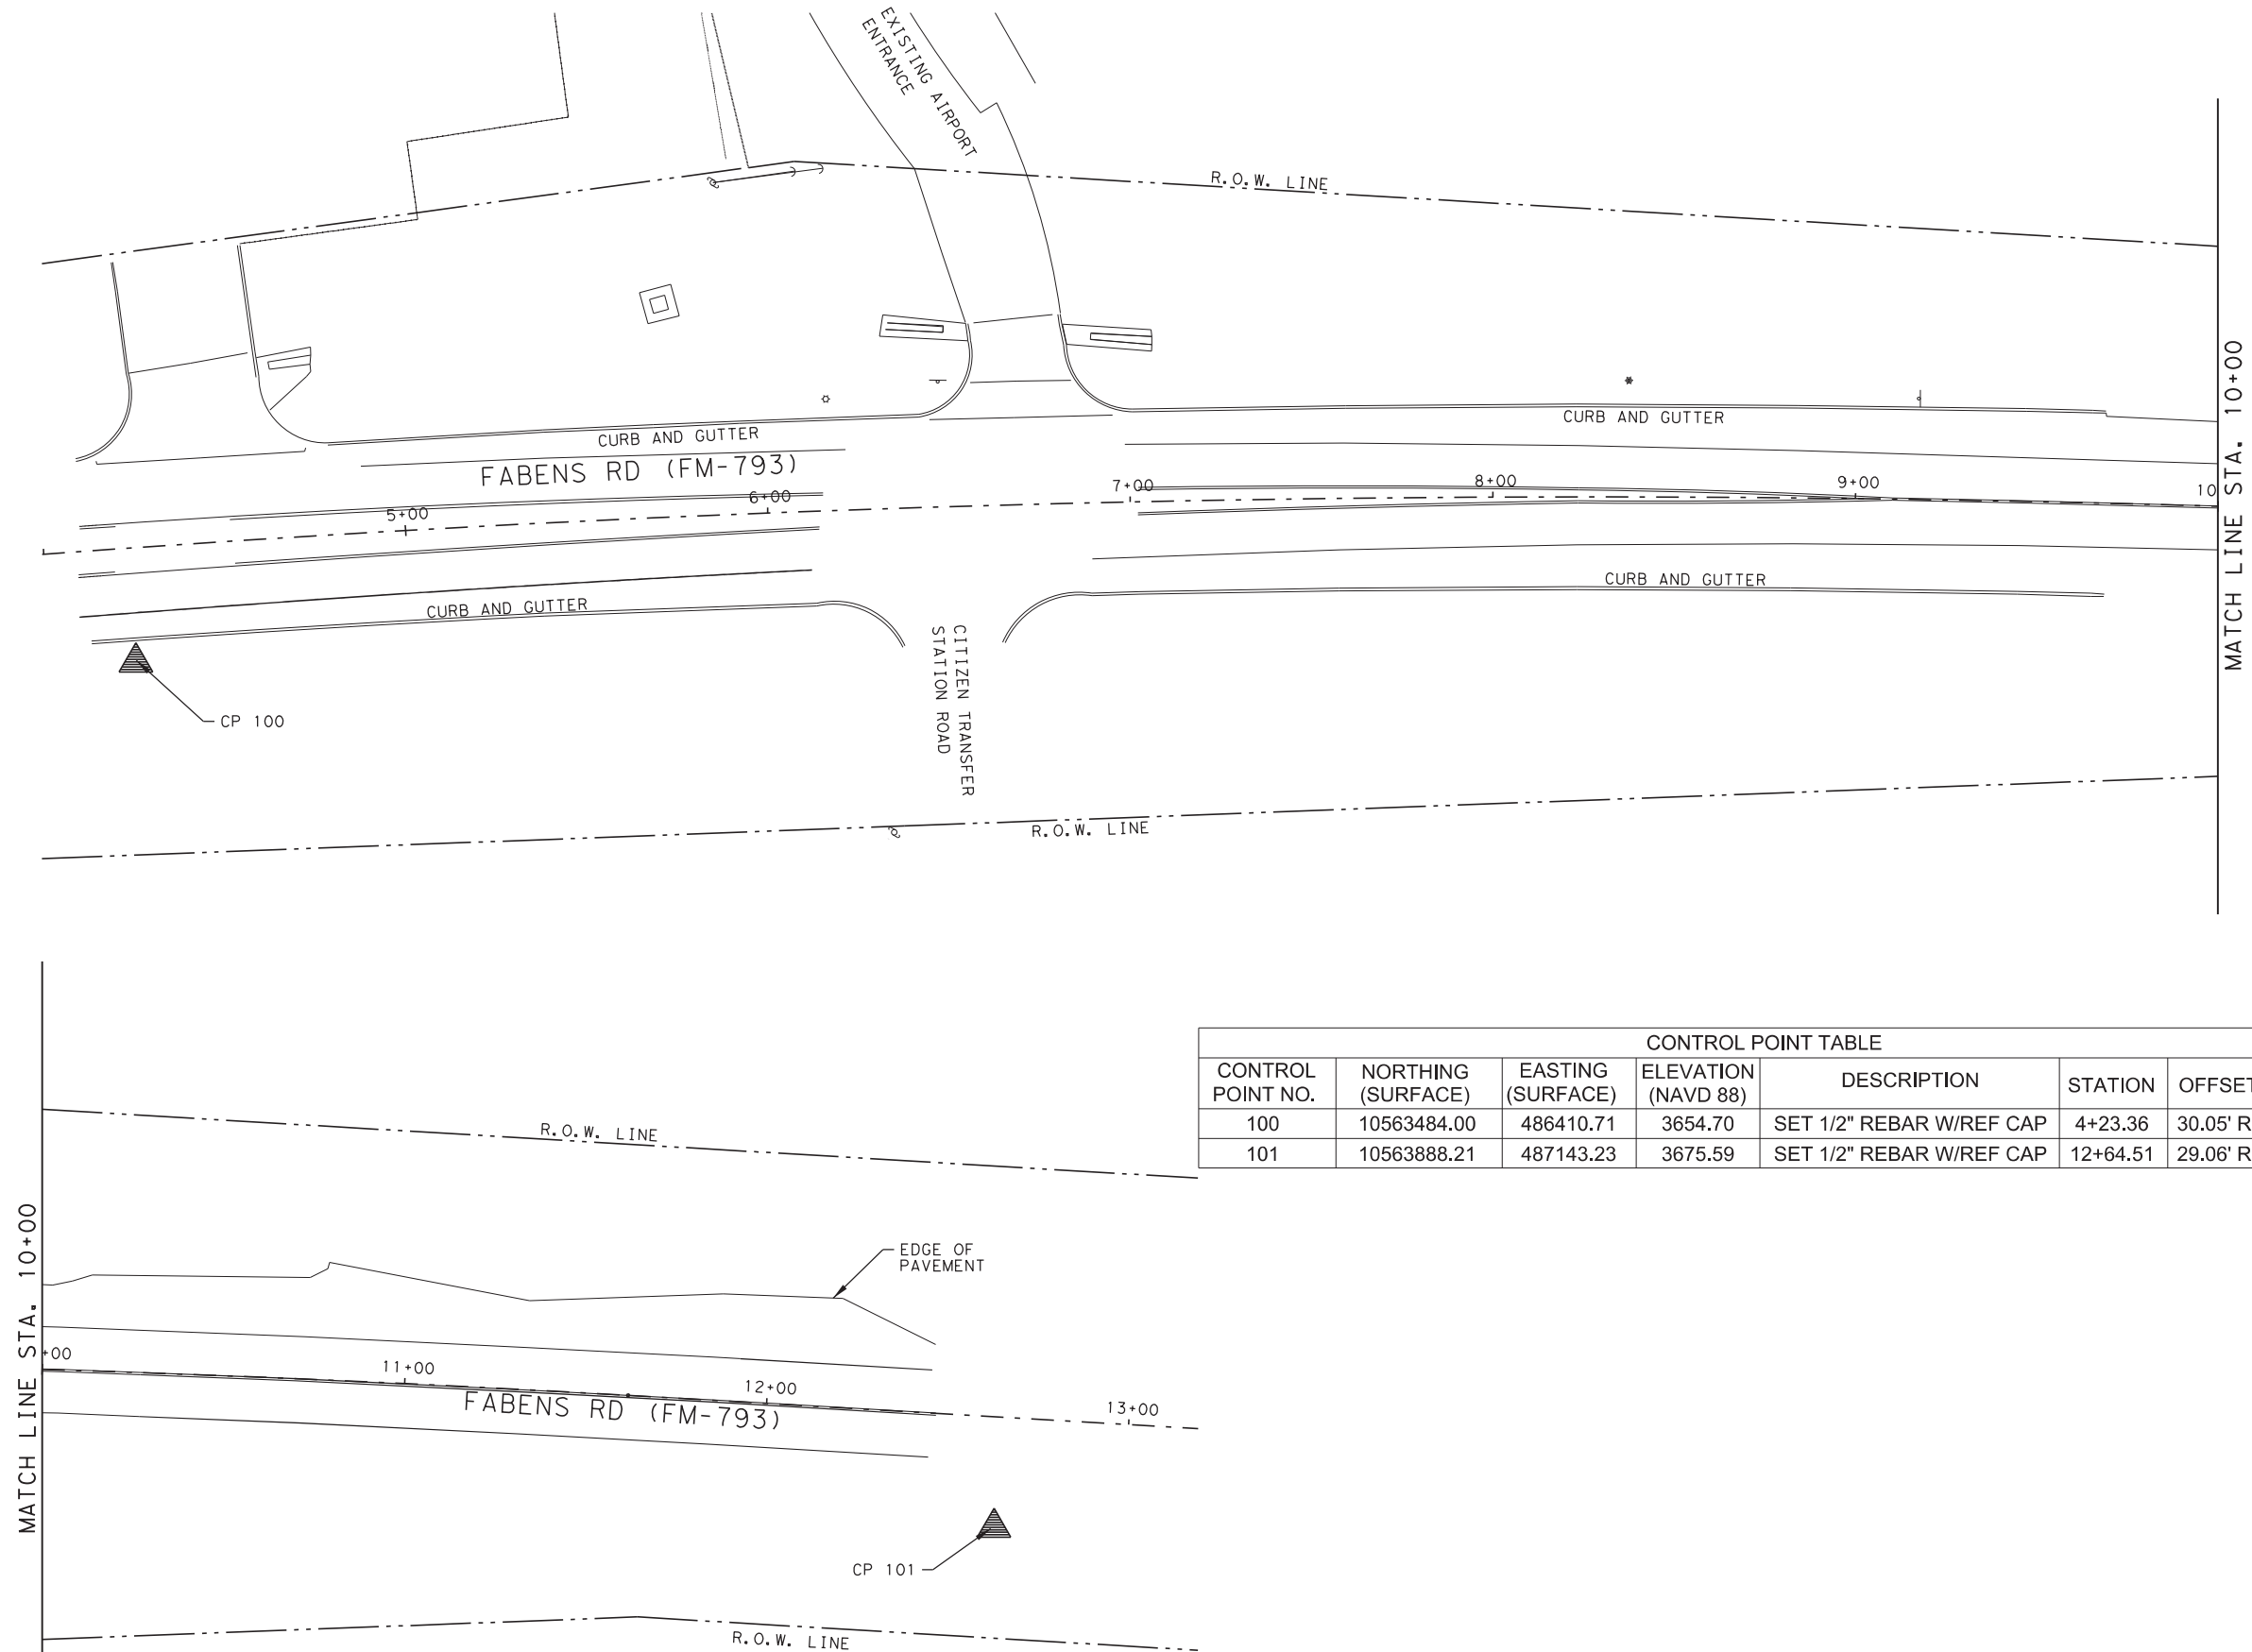 EXISTING AIRPORT
ENTRANCE
R.O.W. LINE
CURB AND GUTTER
CURB AND GUTTER
FABENS RD (FM-793)
5+00
6+00
7+00
8+00
9+00
10
MATCH LINE STA. 10+00
CURB AND GUTTER
CURB AND GUTTER
CP 100
CITIZEN TRANSFER
STATION ROAD
R.O.W. LINE
CONTROL POINT TABLE
CONTROL POINT NO. NORTHING (SURFACE) EASTING (SURFACE) ELEVATION (NAVD 88) DESCRIPTION STATION OFFSET
100 10563484.00 486410.71 3654.70 SET 1/2" REBAR W/REF CAP 4+23.36 30.05' R
101 10563888.21 487143.23 3675.59 SET 1/2" REBAR W/REF CAP 12+64.51 29.06' R
R.O.W. LINE
MATCH LINE STA. 10+00
EDGE OF
PAVEMENT
+00
11+00
12+00
13+00
FABENS RD (FM-793)
CP 101
R.O.W. LINE